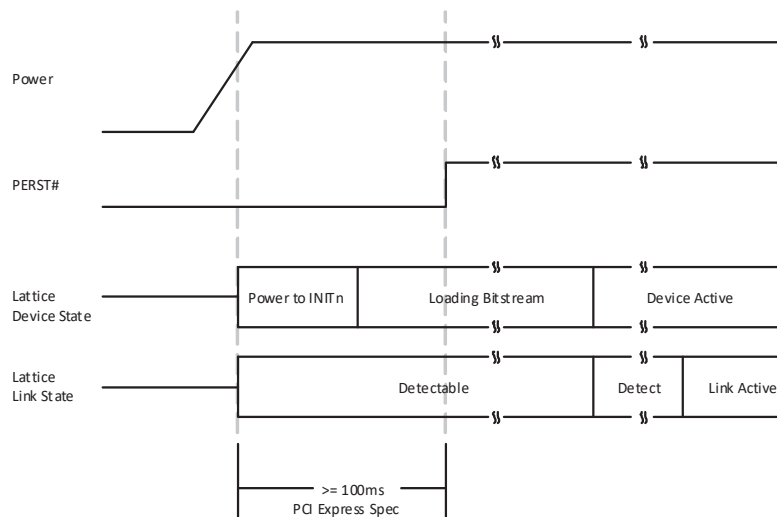 Power
PERST#
Lattice
Device State
Power to INITn
Loading Bitstream
Device Active
Lattice
Link State
Detectable
Detect
Link Active
>= 100ms
PCI Express Spec